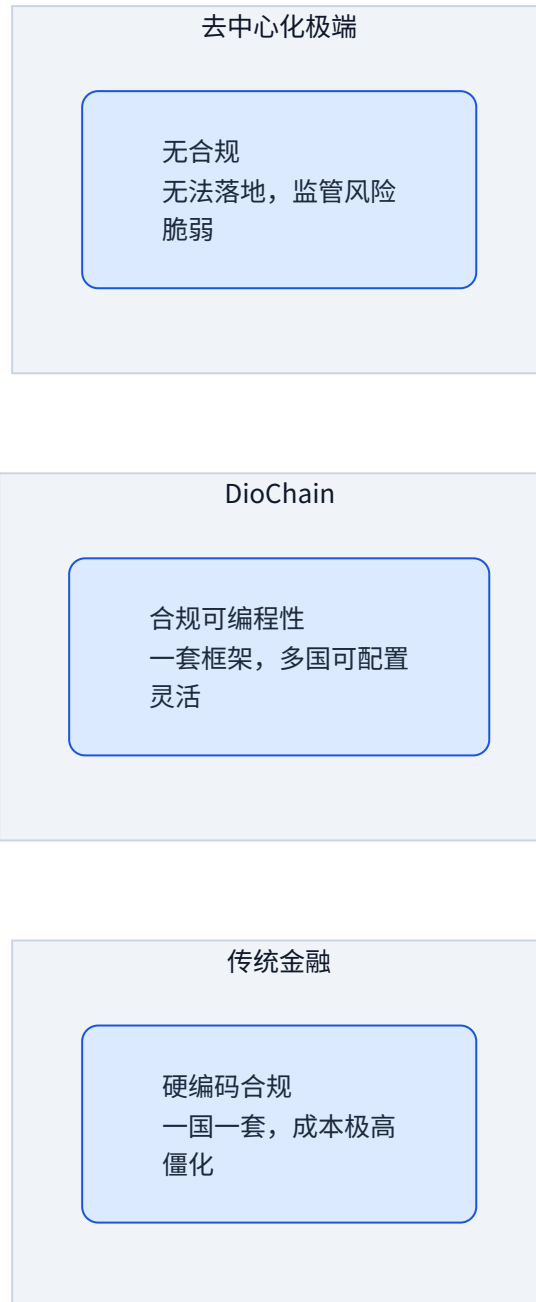 去中心化极端
无合规
无法落地，监管风险
脆弱
DioChain
合规可编程性
一套框架，多国可配置
灵活
传统金融
硬编码合规
一国一套，成本极高
僵化